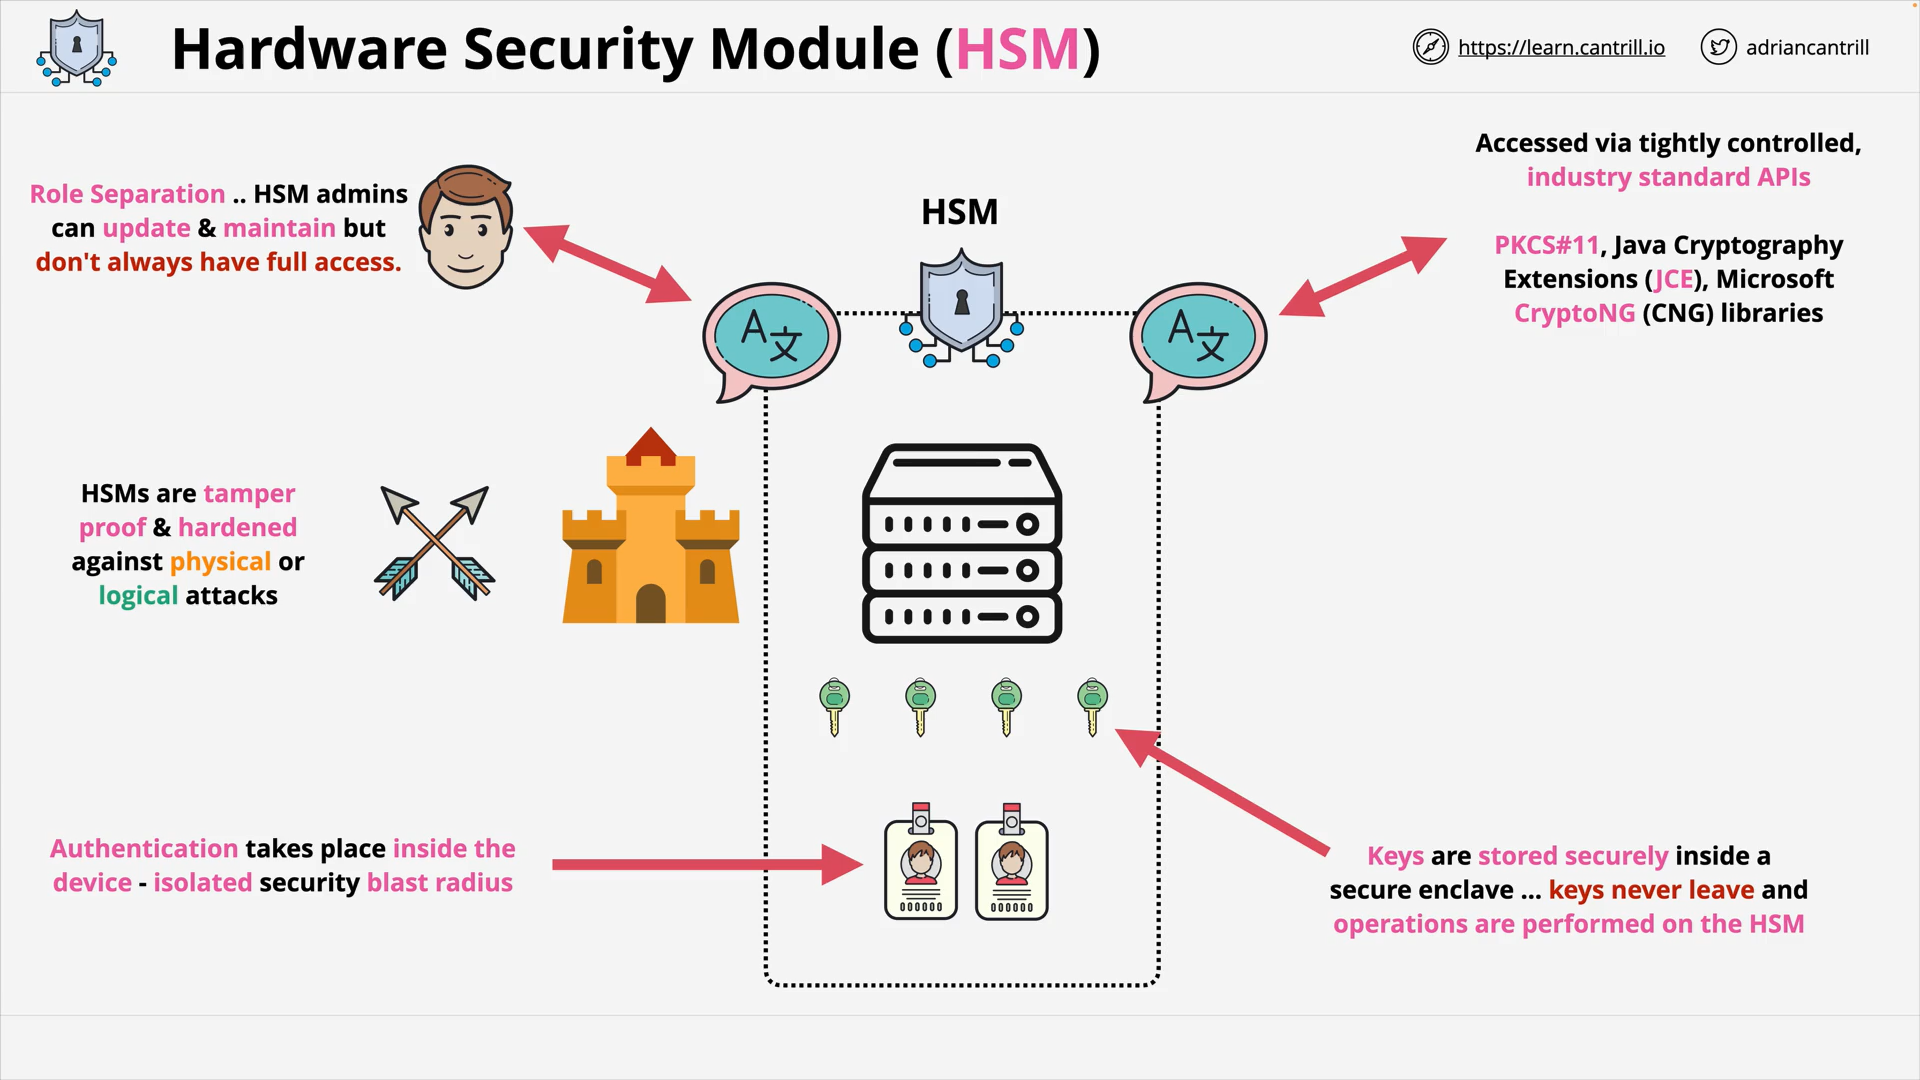 Hardware Security Module (HSM)
https://learn.cantrill.io
adriancantrill
Role Separation .. HSM admins
can update & maintain but
don't always have full access.
HSM
A文
A文
Accessed via tightly controlled,
industry standard APIs
PKCS#11, Java Cryptography
Extensions (JCE), Microsoft
CryptoNG (CNG) libraries
HSMs are tamper
proof & hardened
against physical or
logical attacks
Authentication takes place inside the
device - isolated security blast radius
Keys are stored securely inside a
secure enclave ... keys never leave and
operations are performed on the HSM